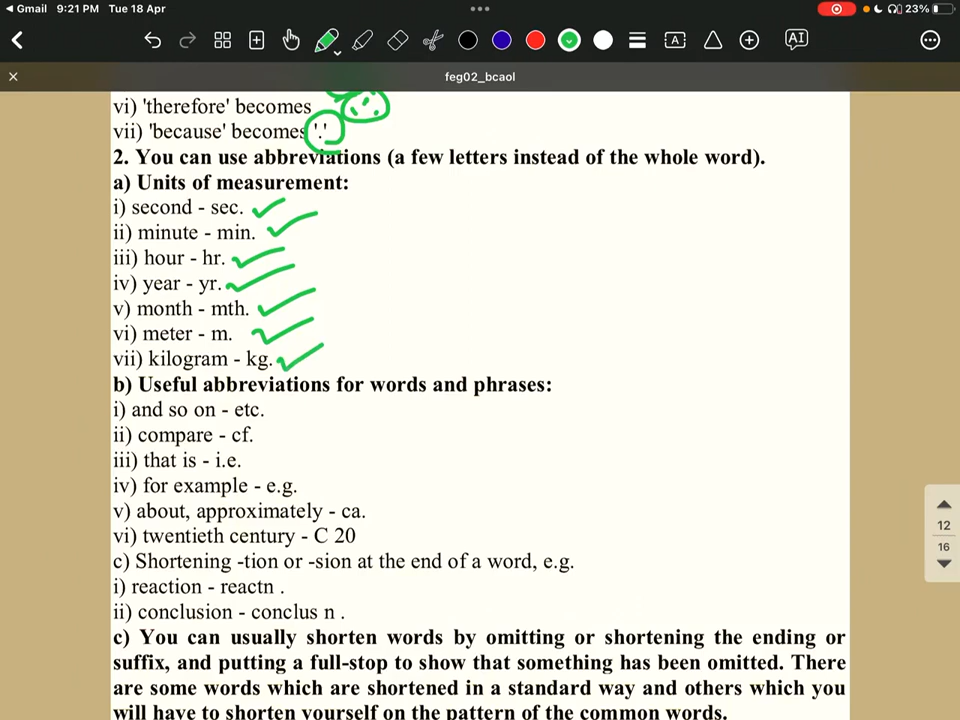 Gmail 9:21 PM Tue 18 Apr 23%
A AI
feg02_bcaol
vi) 'therefore' becomes
vii) 'because' becomes '.'
2. You can use abbreviations (a few letters instead of the whole word).
a) Units of measurement:
i) second - sec.
ii) minute - min.
iii) hour - hr.
iv) year - yr.
v) month - mth.
vi) meter - m.
vii) kilogram - kg.
b) Useful abbreviations for words and phrases:
i) and so on - etc.
ii) compare - cf.
iii) that is - i.e.
iv) for example - e.g.
v) about, approximately - ca.
vi) twentieth century - C 20
c) Shortening -tion or -sion at the end of a word, e.g.
i) reaction - reactn .
ii) conclusion - conclus n .
c) You can usually shorten words by omitting or shortening the ending or
suffix, and putting a full-stop to show that something has been omitted. There
are some words which are shortened in a standard way and others which you
will have to shorten yourself on the pattern of the common words.
12
16